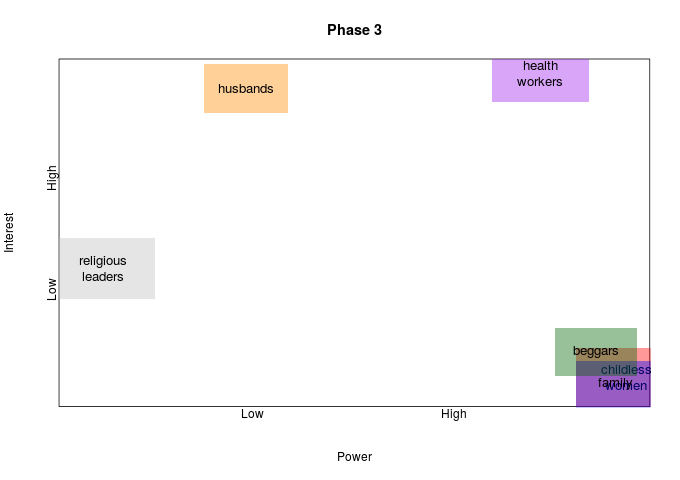 Phase 3
health
workers
husbands
High
Interest
religious
leaders
Low
beggars
childless
family
women
Low
High
Power